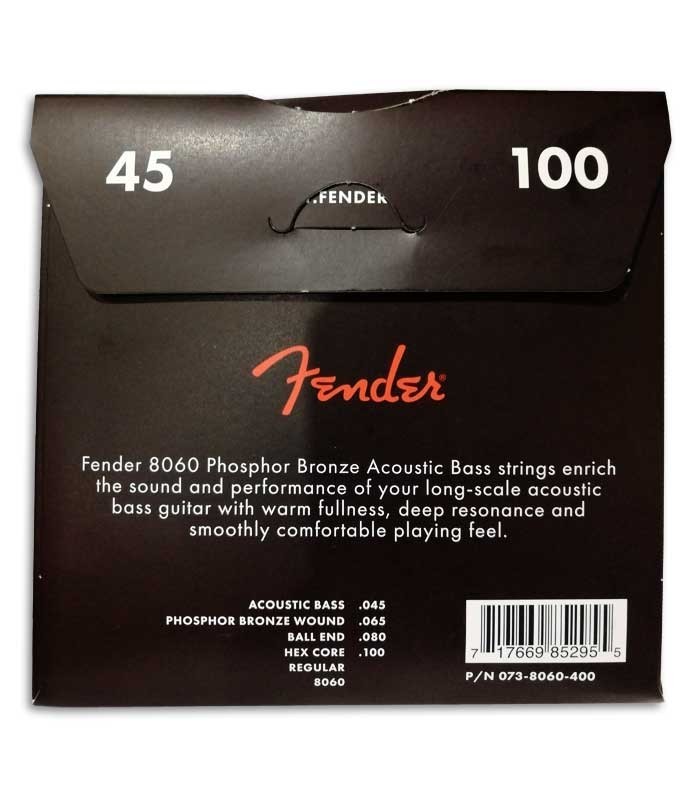 45 100
.FENDER
Fender®
Fender 8060 Phosphor Bronze Acoustic Bass strings enrich
the sound and performance of your long-scale acoustic
bass guitar with warm fullness, deep resonance and
smoothly comfortable playing feel.
ACOUSTIC BASS .045
PHOSPHOR BRONZE WOUND .065
BALL END .080
HEX CORE .100
REGULAR
8060
7 17669 85295 5
P/N 073-8060-400